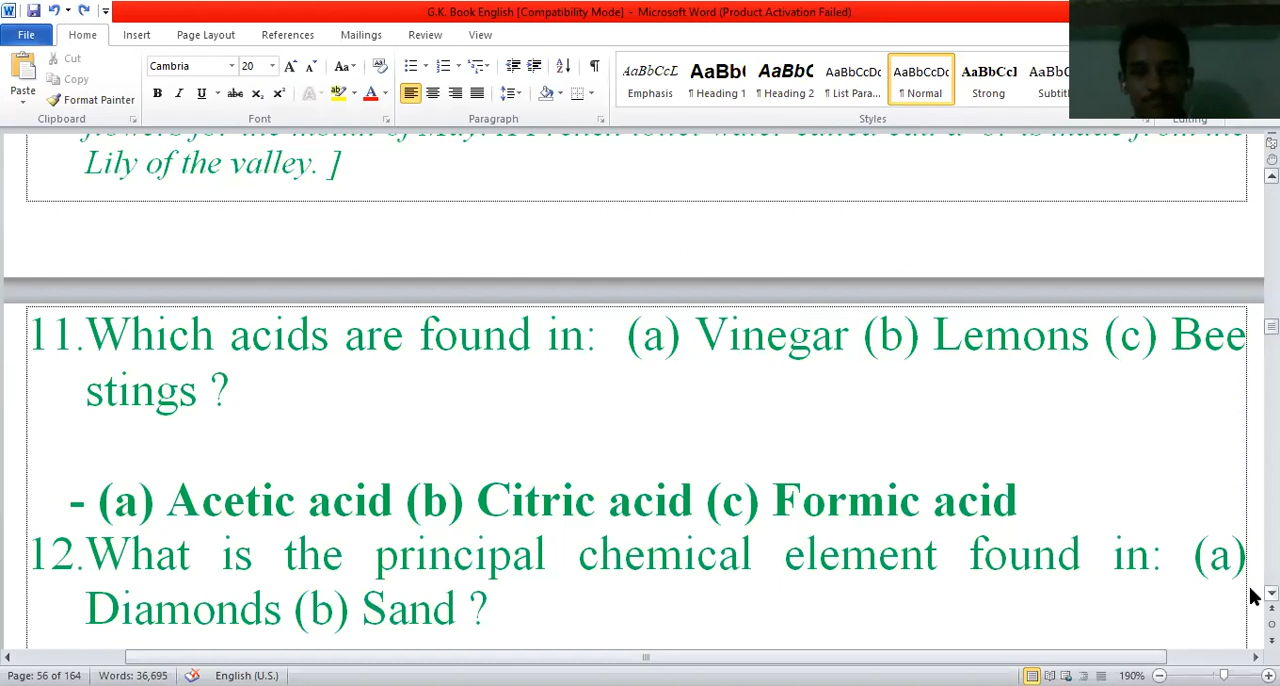 G.K. Book English [Compatibility Mode] - Microsoft Word (Product Activation Failed)
File Home Insert Page Layout References Mailings Review View
Cut
Copy
Format Painter
Paste
Clipboard
Cambria 20
Font
Paragraph
AaBbCcL AaBbC AaBbC AaBbCcDc AaBbCcDc AaBbCcI AaBbC
Emphasis ¶ Heading 1 ¶ Heading 2 ¶ List Para... ¶ Normal Strong Subtitl
Styles
Editing
Lily of the valley. ]
11.Which acids are found in: (a) Vinegar (b) Lemons (c) Bee
stings ?
- (a) Acetic acid (b) Citric acid (c) Formic acid
12.What is the principal chemical element found in: (a)
Diamonds (b) Sand ?
Page: 56 of 164 Words: 36,695 English (U.S.) 190%